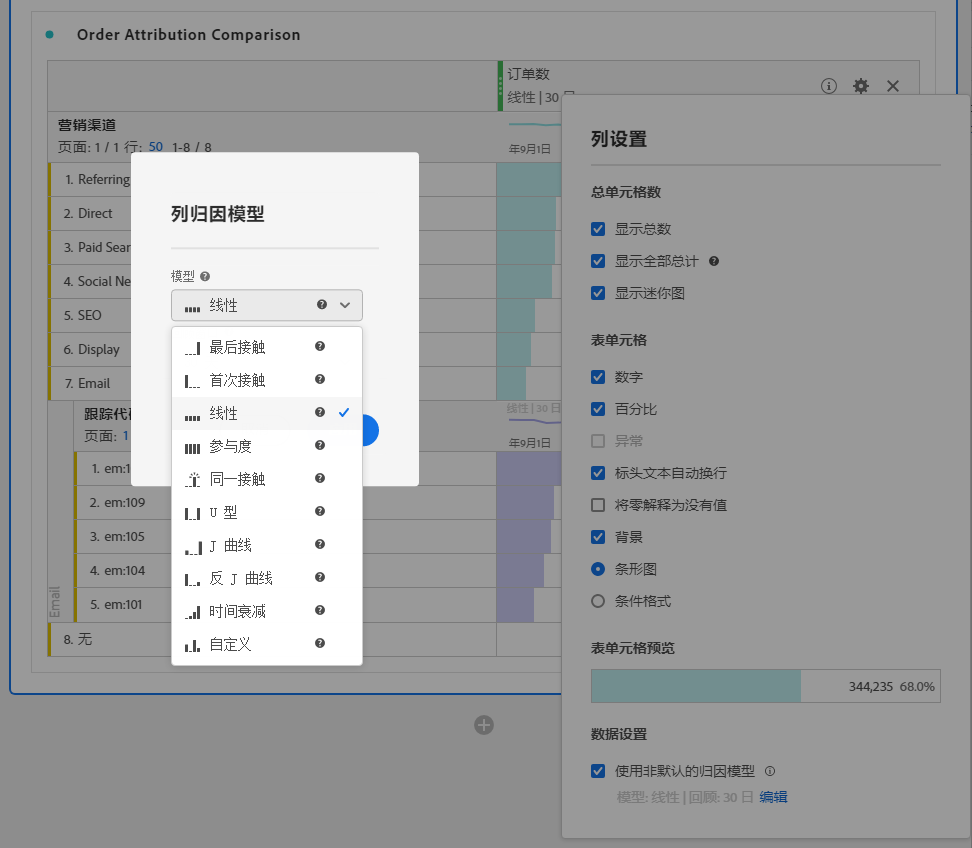 Order Attribution Comparison
订单数
线性 | 30
营销渠道
页面: 1 / 1 行: 50 1-8 / 8
年9月1日
1. Referring
2. Direct
3. Paid Sear
4. Social Ne
5. SEO
6. Display
7. Email
跟踪代
页面: 1
线性 | 30 日
年9月1日
1. em:1
2. em:109
3. em:105
4. em:104
5. em:101
Email
8. 无
列归因模型
模型
线性
最后接触
首次接触
线性
参与度
同一接触
U 型
J 曲线
反 J 曲线
时间衰减
自定义
列设置
总单元格数
显示总数
显示全部总计
显示迷你图
表单元格
数字
百分比
异常
标头文本自动换行
将零解释为没有值
背景
条形图
条件格式
表单元格预览
344,235 68.0%
数据设置
使用非默认的归因模型
模型: 线性 | 回顾: 30 日 编辑